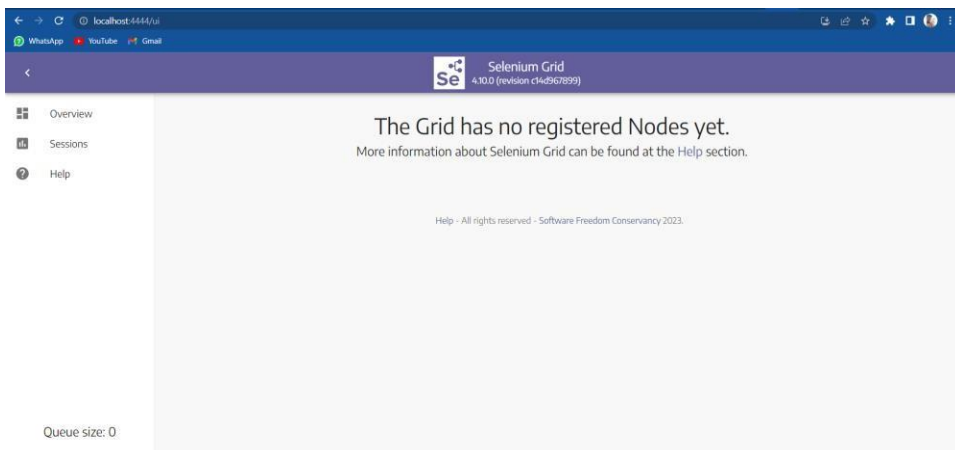 localhost:4444/ui
WhatsApp YouTube Gmail
Se
Selenium Grid
4.10.0 (revision c14d967899)
Overview
Sessions
Help
The Grid has no registered Nodes yet.
More information about Selenium Grid can be found at the Help section.
Help - All rights reserved - Software Freedom Conservancy 2023.
Queue size: 0